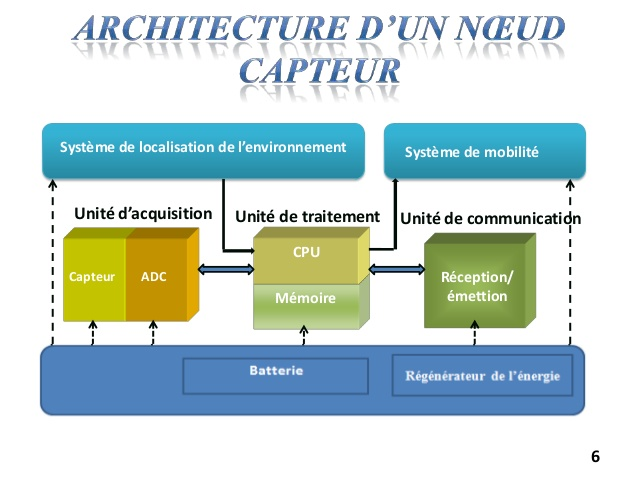 ARCHITECTURE D'UN NŒUD
CAPTEUR
Système de localisation de l'environnement
Système de mobilité
Unité d'acquisition
Unité de traitement
Unité de communication
Capteur
ADC
CPU
Mémoire
Réception/
émettion
Batterie
Régénérateur de l'énergie
6